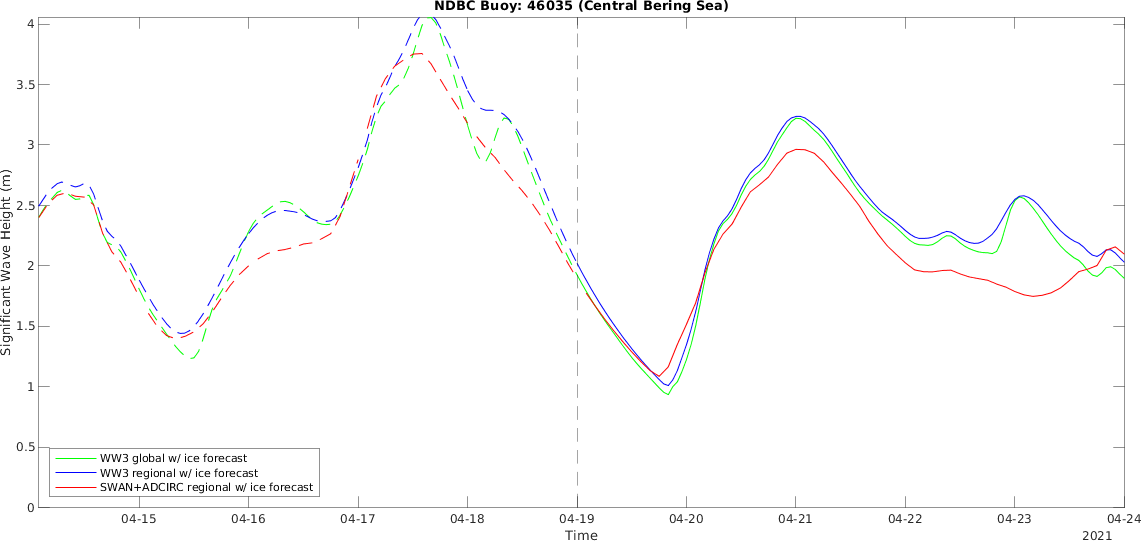 NDBC Buoy: 46035 (Central Bering Sea)
4
3.5
3
2.5
2
1.5
1
0.5
0
Significant Wave Height (m)
WW3 global w/ ice forecast
WW3 regional w/ ice forecast
SWAN+ADCIRC regional w/ ice forecast
04-15 04-16 04-17 04-18 04-19 04-20 04-21 04-22 04-23 04-24
Time
2021